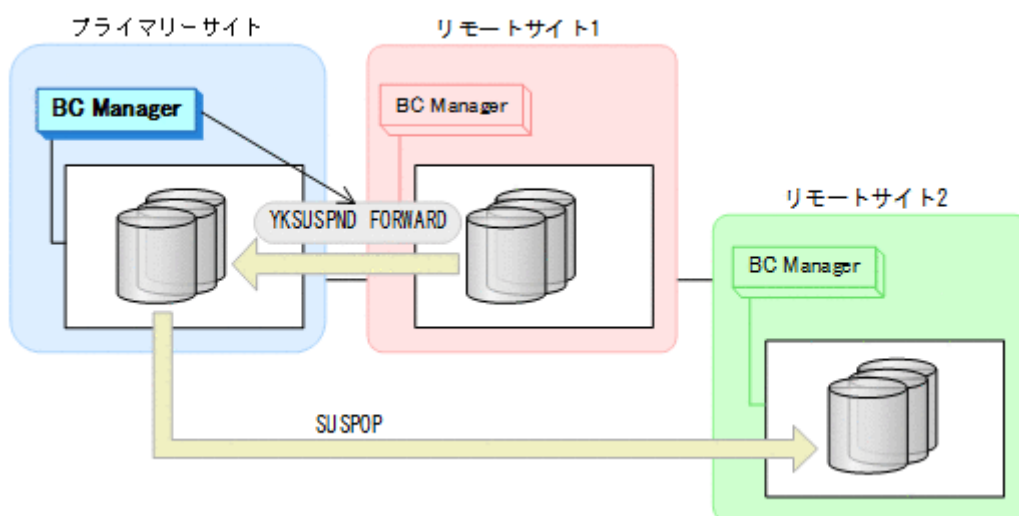 プライマリーサイト
リモートサイト1
BC Manager
BC Manager
リモートサイト2
YKSUSPND FORWARD
BC Manager
SUSPOP